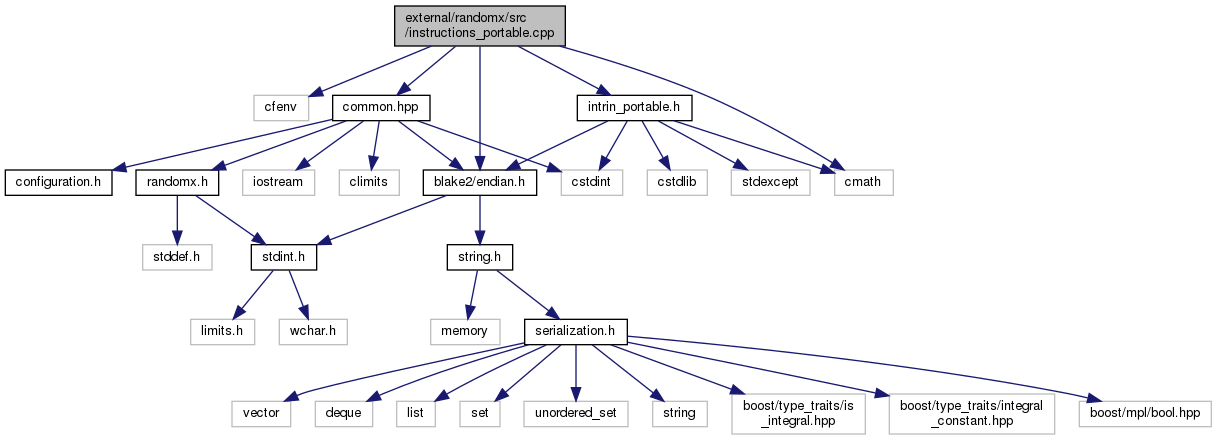 external/randomx/src
/instructions_portable.cpp
cfenv
common.hpp
intrin_portable.h
configuration.h
randomx.h
iostream
climits
blake2/endian.h
cstdint
cstdlib
stdexcept
cmath
stddef.h
stdint.h
string.h
limits.h
wchar.h
memory
serialization.h
vector
deque
list
set
unordered_set
string
boost/type_traits/is
_integral.hpp
boost/type_traits/integral
_constant.hpp
boost/mpl/bool.hpp